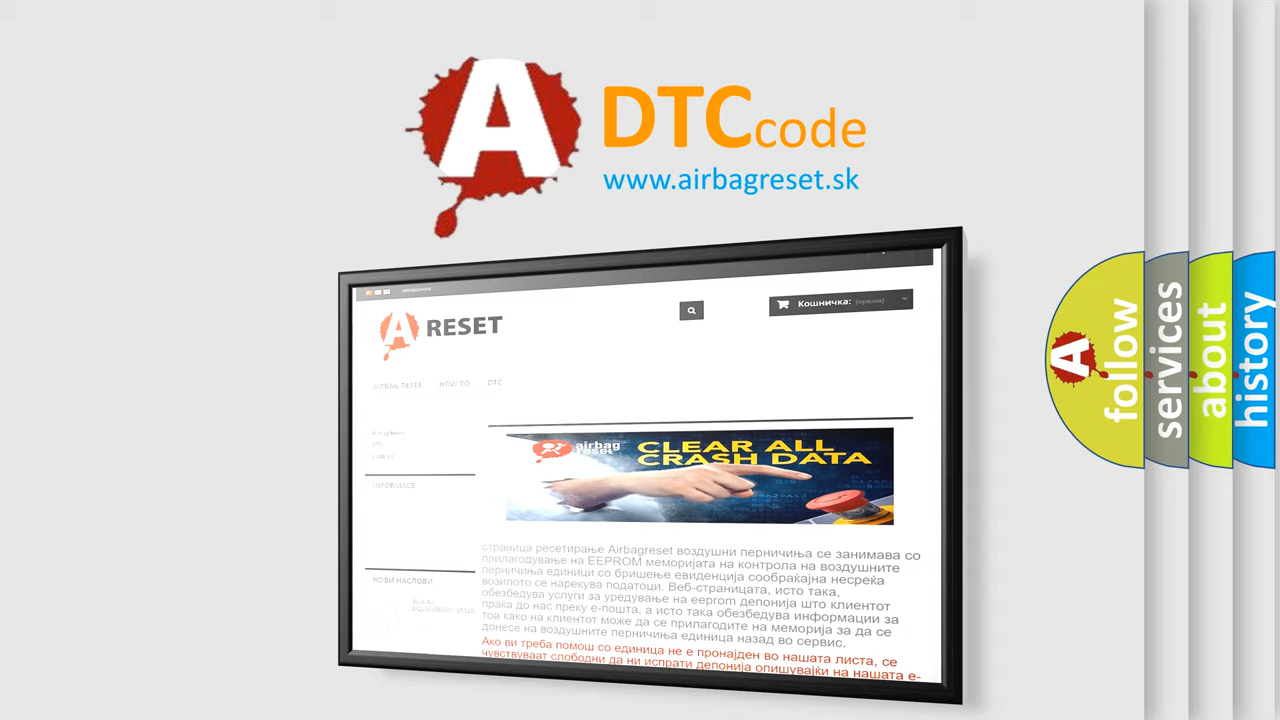 A DTCcode
www.airbagreset.sk
Кошничка: (празни)
A RESET
AIRBAG RESET HOW TO DTC
airbag reset
CLEAR ALL
CRASH DATA
INFORMACE
НОВИ НАСЛОВИ
страница ресетирање Airbagreset воздушни перничиња се занимава со
прилагодување на EEPROM меморијата на контрола на воздушните
перничиња единици со бришење евиденција сообраќајна несреќа
возилото се нарекува податоци. Веб-страницата, исто така,
обезбедува услуги за уредување на eeprom депонија што клиентот
праќа до нас преку е-пошта, а исто така обезбедува информации за
тоа како на клиентот може да се прилагодите на меморија за да се
донесе на воздушните перничиња единица назад во сервис.
Ако ви треба помош со единица не е пронајден во нашата листа, се
чувствуваат слободни да ни испрати депонија опишувајќи на нашата е-
A follow
services
about
history